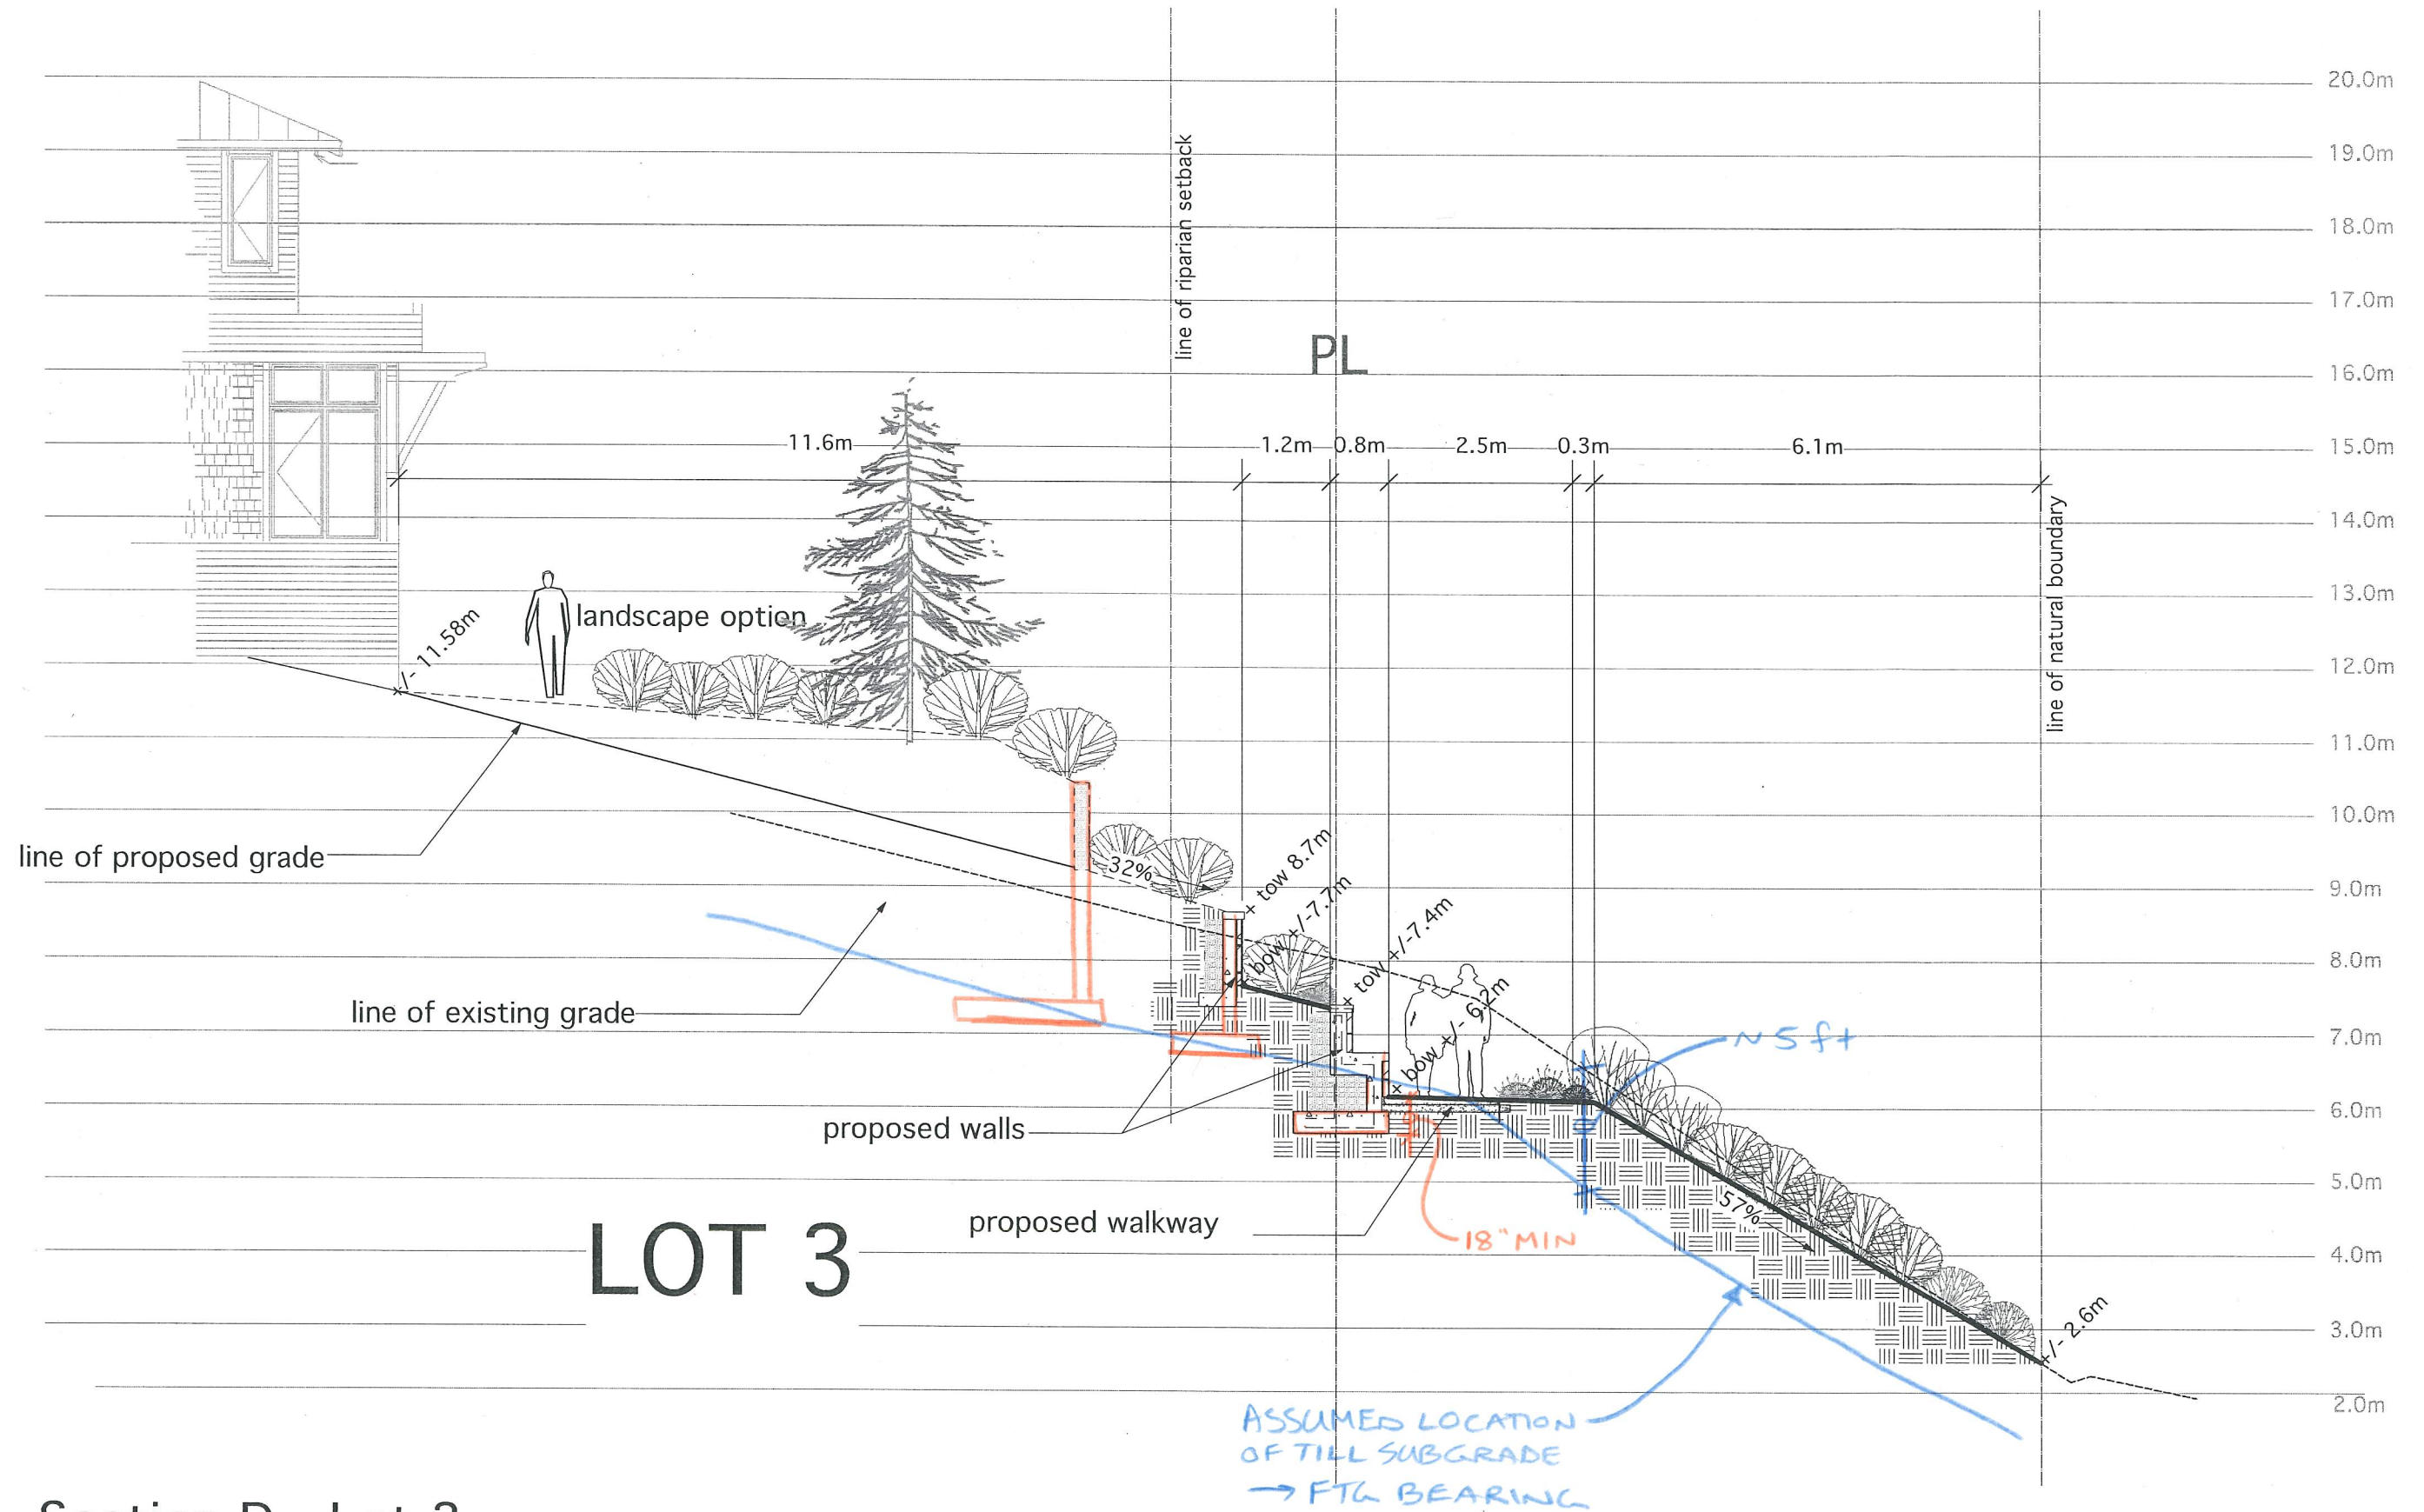 20.0m
19.0m
18.0m
17.0m
16.0m
15.0m
14.0m
13.0m
12.0m
11.0m
10.0m
9.0m
8.0m
7.0m
6.0m
5.0m
4.0m
3.0m
2.0m
line of riparian setback
PL
11.6m
1.2m
0.8m
2.5m
0.3m
6.1m
line of natural boundary
landscape option
+/-11.58m
line of proposed grade
32%
+ tow 8.7m
bow +/-7.7m
+ tow +/-7.4m
+ bow +/- 6.2m
line of existing grade
~ 5 ft
proposed walls
proposed walkway
18" MIN
57%
+/- 2.6m
LOT 3
ASSUMED LOCATION
OF TILL SUBGRADE
→ FTG BEARING